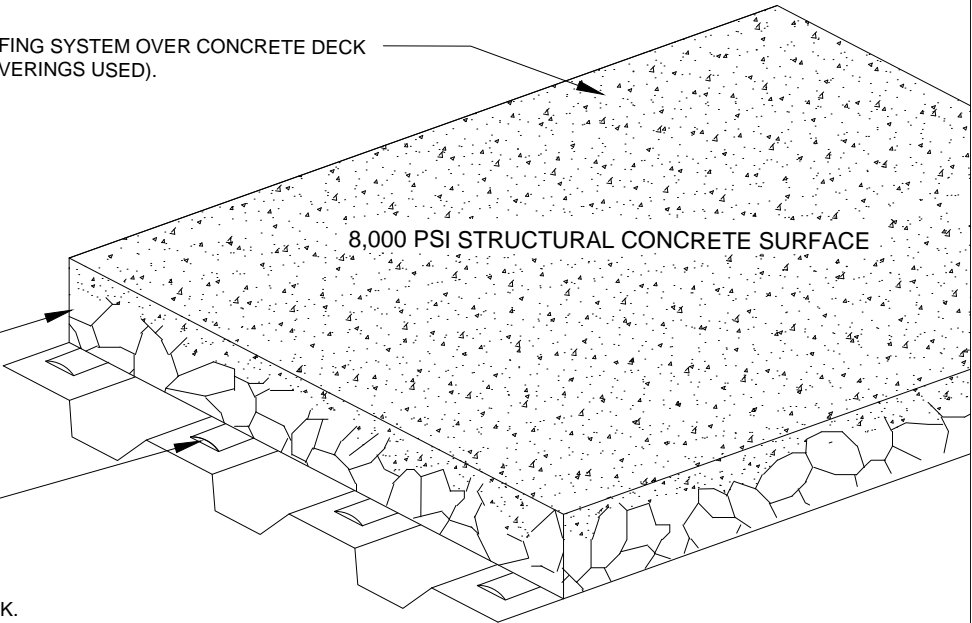 FING SYSTEM OVER CONCRETE DECK
VERINGS USED).
8,000 PSI STRUCTURAL CONCRETE SURFACE
K.